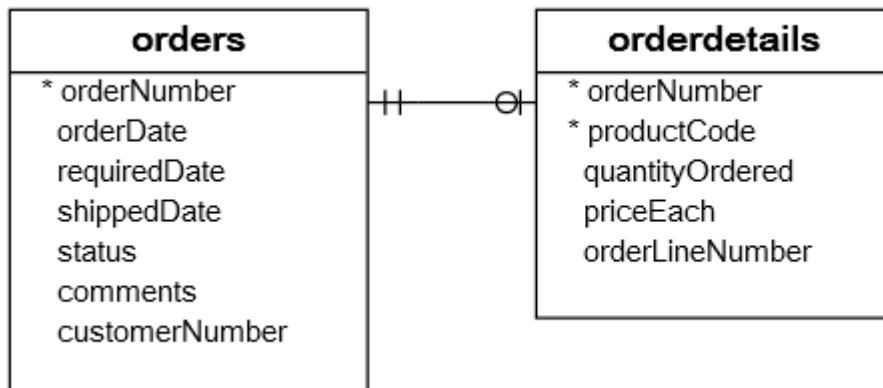 orders
* orderNumber
orderDate
requiredDate
shippedDate
status
comments
customerNumber
orderdetails
* orderNumber
* productCode
quantityOrdered
priceEach
orderLineNumber